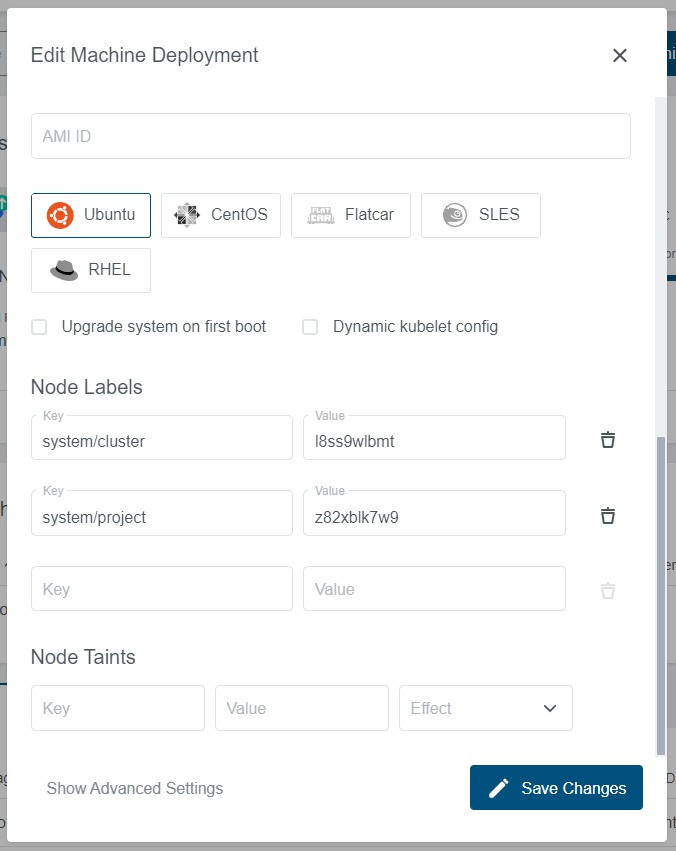 Edit Machine Deployment
AMI ID
Ubuntu CentOS Flatcar SLES
RHEL
Upgrade system on first boot Dynamic kubelet config
Node Labels
Key Value
system/cluster l8ss9wlbmt
Key Value
system/project z82xblk7w9
Key Value
Node Taints
Key Value Effect
Show Advanced Settings Save Changes